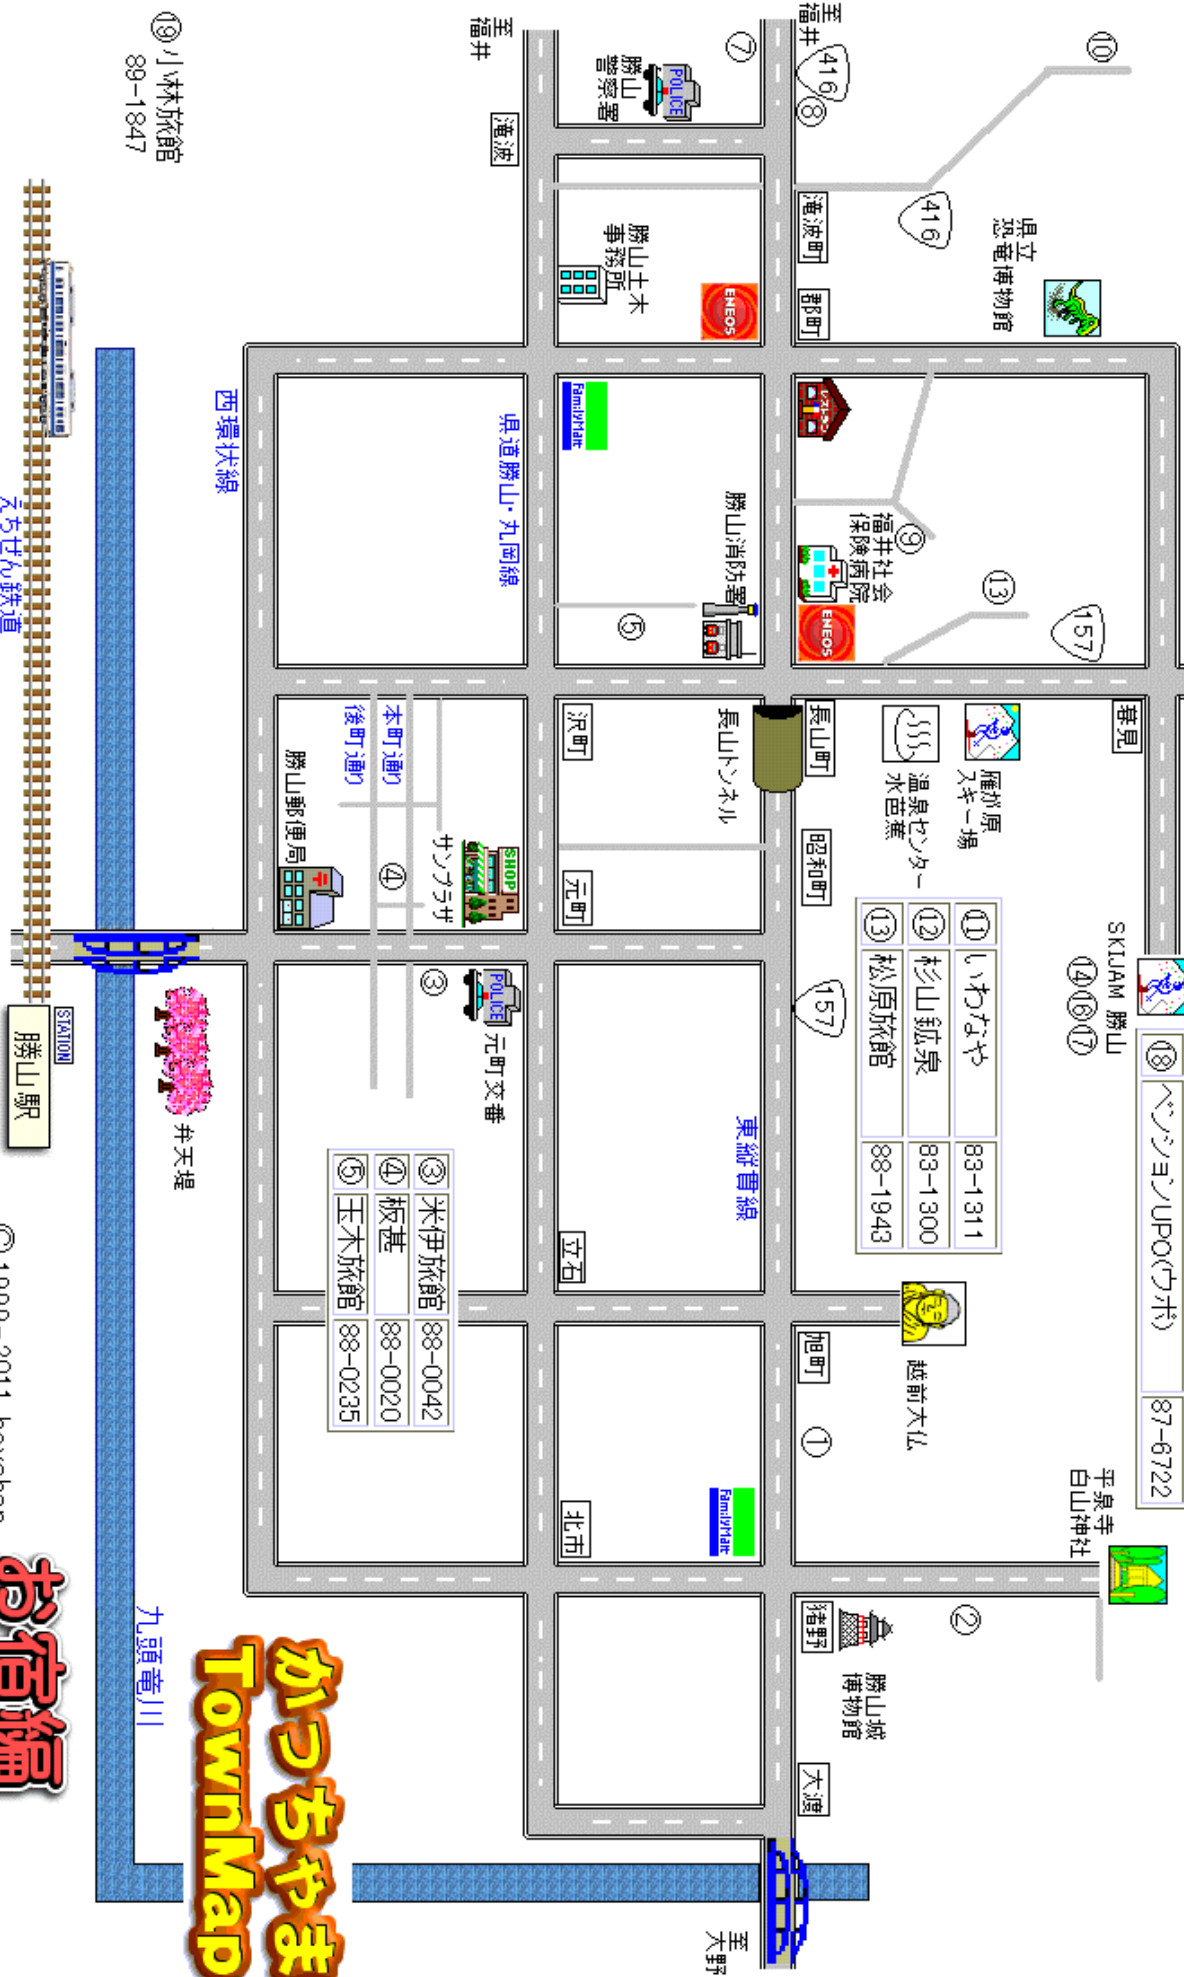 ⑩
至
福井
416
⑧
⑦
至
福井
POLICE
勝山
警察署
滝波
⑲小林旅館
89-1847
416
滝波町
県立
恐竜博物館
郡町
勝山土木
事務所
ENEOS
FamilyMart
西環状線
県道勝山・丸岡線
勝山消防署
福井社会
保険病院
⑨
⑬
157
ENEOS
⑤
えちぜん鉄道
暮見
雁が原
スキー場
温泉センター
水芭蕉
長山町
長山トンネル
沢町
本町通り
後町通り
昭和町
元町
勝山郵便局
SHOP
サンプラザ
④
SKIJAM 勝山
⑭⑯⑰
⑱ ペンションUPO(ウポ) 87-6722
⑪ いわなや 83-1311
⑫ 杉山鉱泉 83-1300
⑬ 松原旅館 88-1943
157
東縦貫線
③
POLICE
元町交番
STATION
勝山駅
弁天堤
③ 米伊旅館 88-0042
④ 板甚 88-0020
⑤ 玉木旅館 88-0235
立石
旭町
越前大仏
①
平泉寺
白山神社
FamilyMart
北市
猪野
②
勝山城
博物館
大渡
九頭竜川
至
大野
かっちゃま
TownMap
お宿編